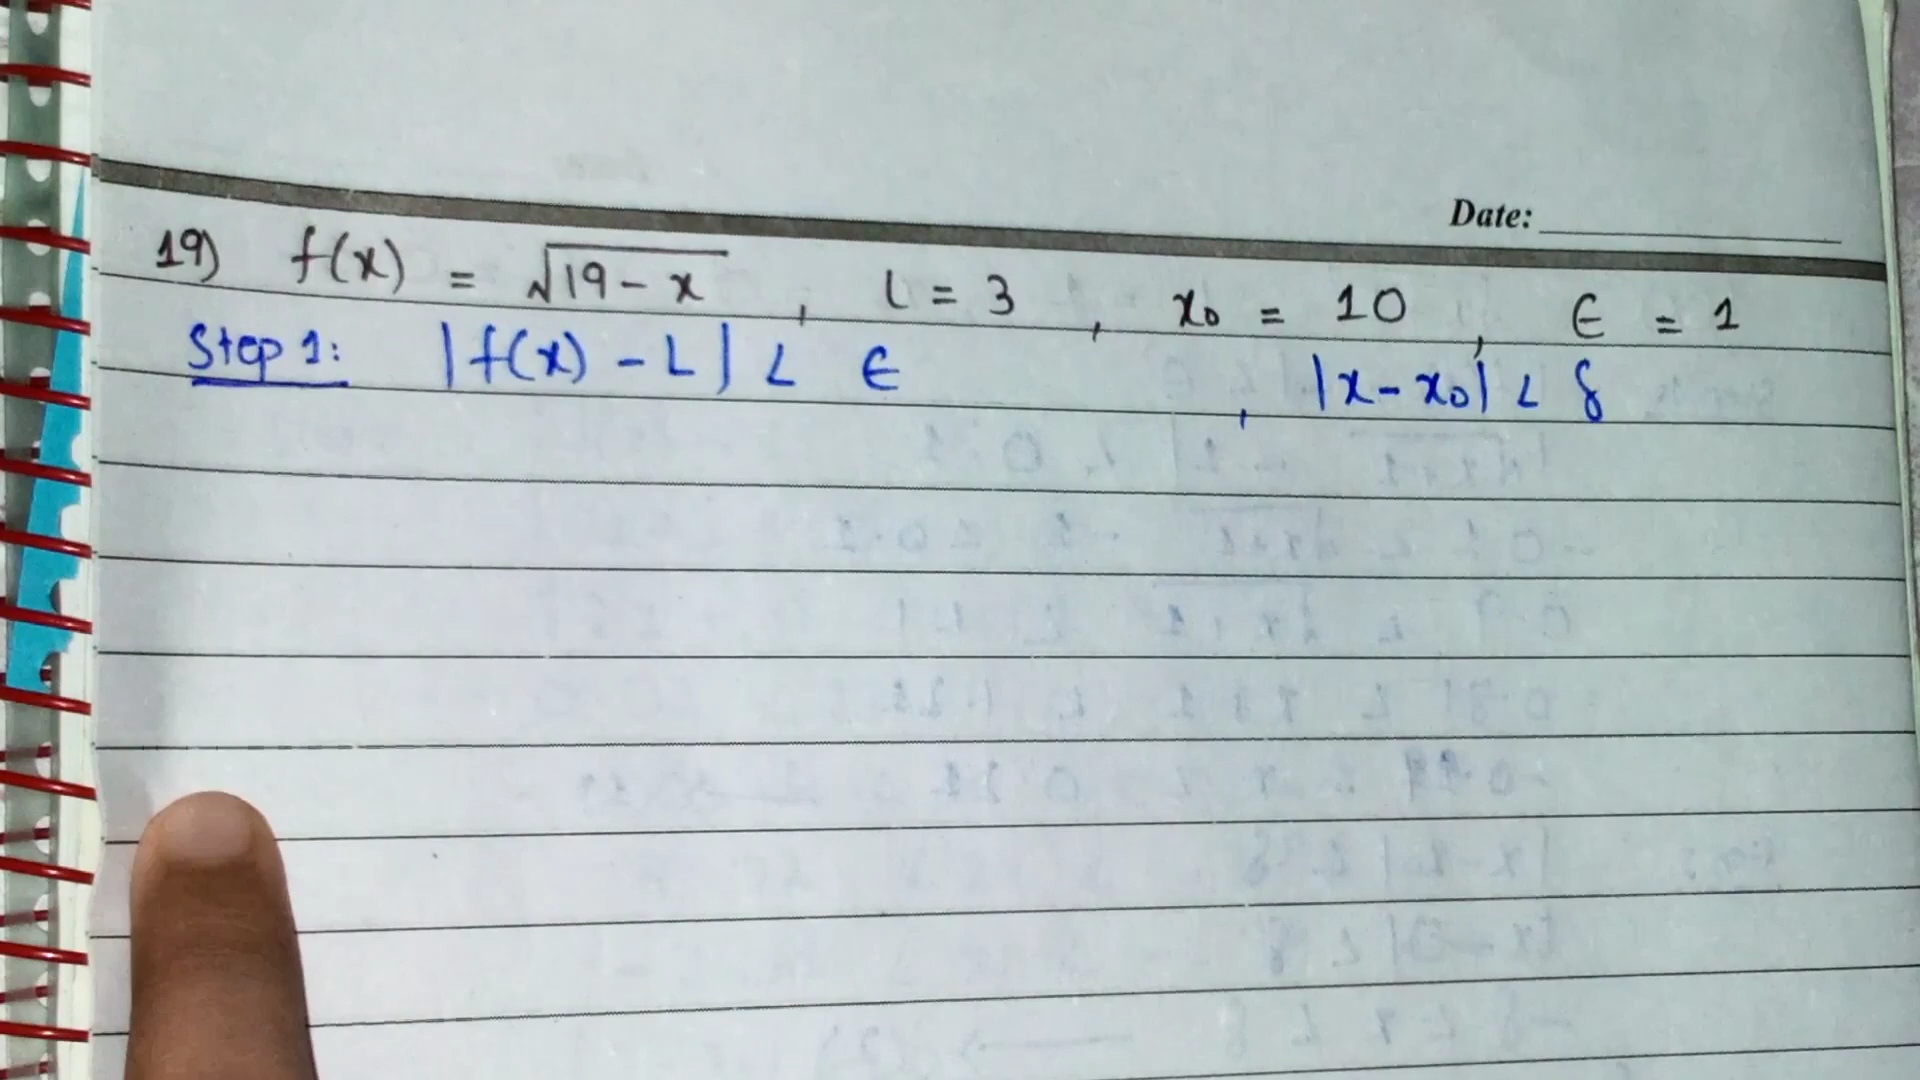 Date:
19) f(x) = √19 - x , L = 3 , x0 = 10 , ∈ = 1
Step 1: |f(x) - L| < ∈ , |x - x0| < δ